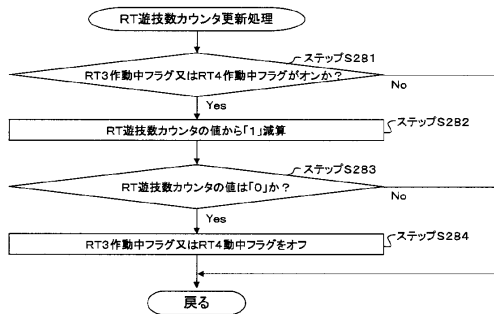 RT遊技数カウンタ更新処理
ステップS281
RT3作動中フラグ又はRT4作動中フラグがオンか?
No
Yes
ステップS282
RT遊技数カウンタの値から「1」減算
ステップS283
RT遊技数カウンタの値は「0」か?
No
Yes
ステップS284
RT3作動中フラグ又はRT4動中フラグをオフ
戻る